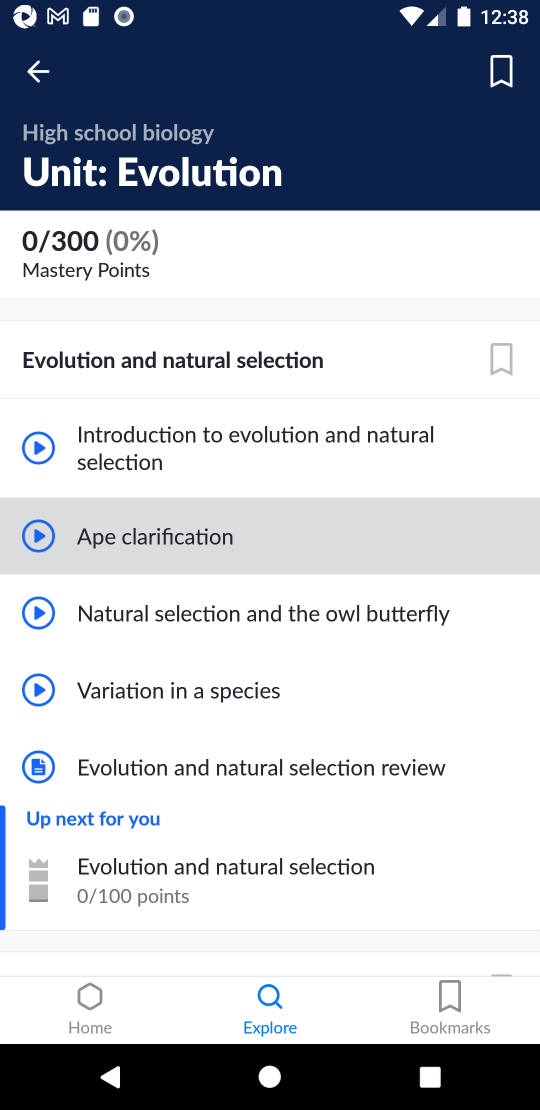 12:38
High school biology
Unit: Evolution
0/300 (0%)
Mastery Points
Evolution and natural selection
Introduction to evolution and natural
selection
Ape clarification
Natural selection and the owl butterfly
Variation in a species
Evolution and natural selection review
Up next for you
Evolution and natural selection
0/100 points
Home
Explore
Bookmarks